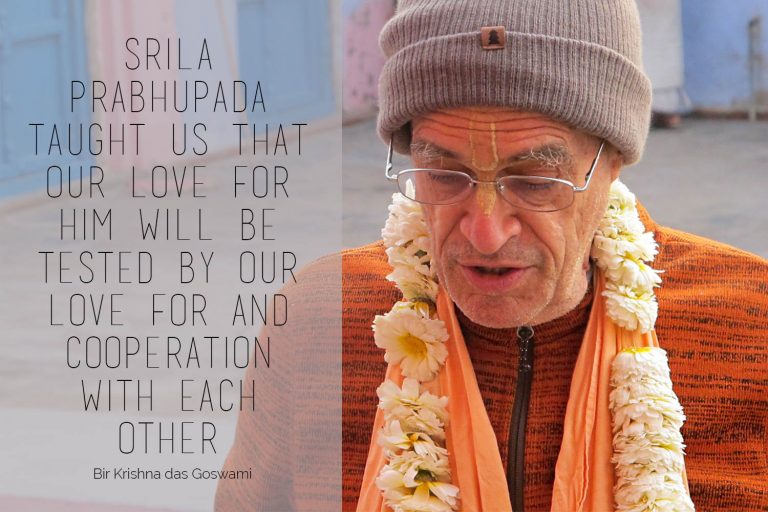 SRILA
PRABHUPADA
TAUGHT US THAT
OUR LOVE FOR
HIM WILL BE
TESTED BY OUR
LOVE FOR AND
COOPERATION
WITH EACH
OTHER
Bir Krishna das Goswami